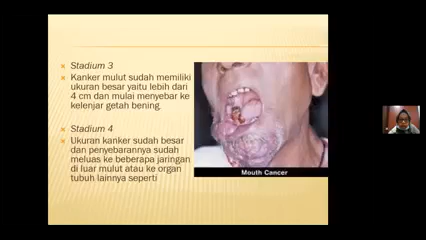 Stadium 3
Kanker mulut sudah memiliki
ukuran besar yaitu lebih dari
4 cm dan mulai menyebar ke
kelenjar getah bening.
Stadium 4
Ukuran kanker sudah besar
dan penyebarannya sudah
meluas ke beberapa jaringan
di luar mulut atau ke organ
tubuh lainnya seperti
Mouth Cancer